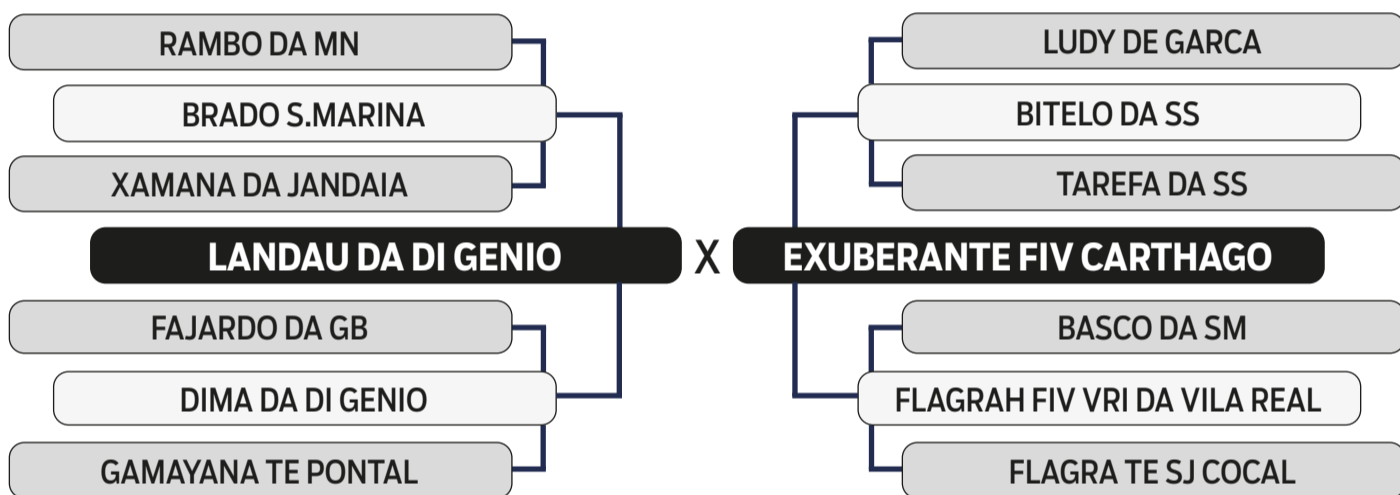 RAMBO DA MN
BRADO S.MARINA
XAMANA DA JANDAIA
LANDAU DA DI GENIO
FAJARDO DA GB
DIMA DA DI GENIO
GAMAYANA TE PONTAL
X
LUDY DE GARCA
BITELO DA SS
TAREFA DA SS
EXUBERANTE FIV CARTHAGO
BASCO DA SM
FLAGRAH FIV VRI DA VILA REAL
FLAGRA TE SJ COCAL